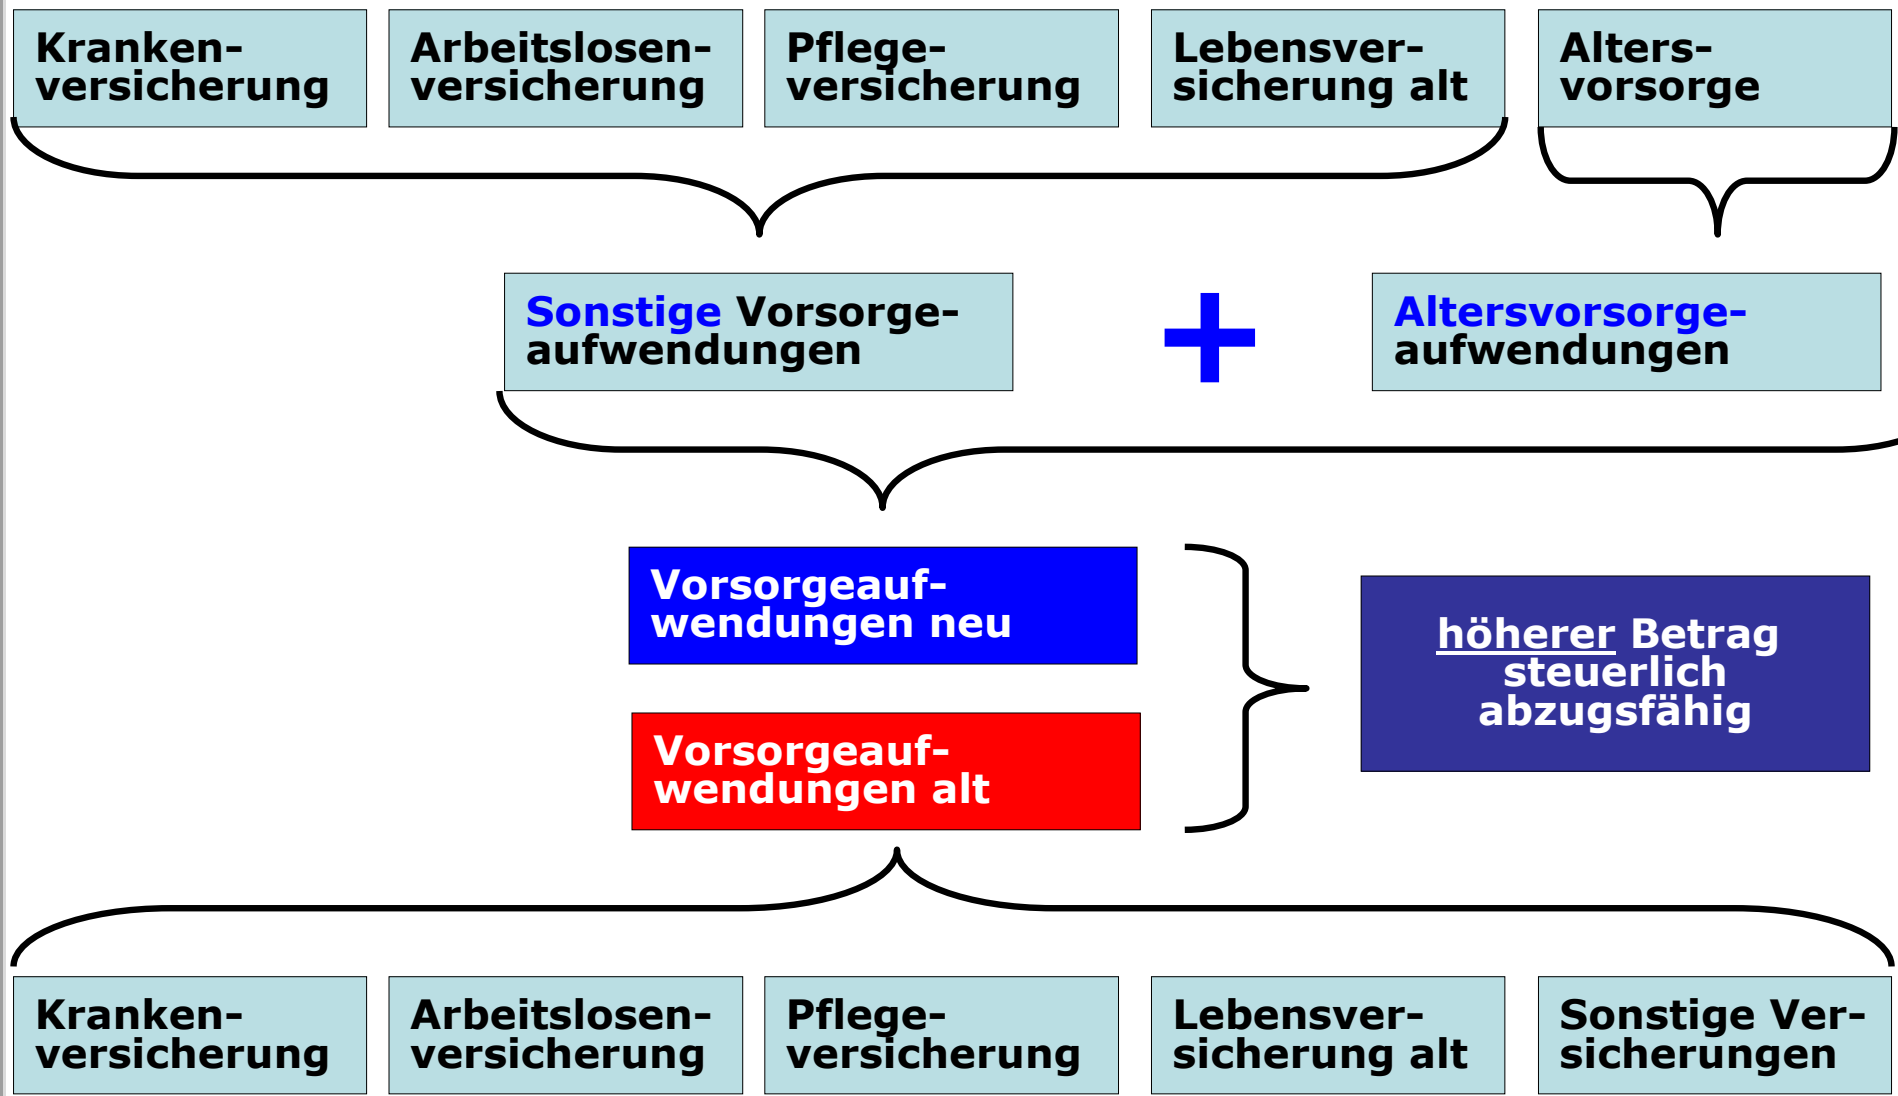 Kranken-
versicherung
Arbeitslosen-
versicherung
Pflege-
versicherung
Lebensver-
sicherung alt
Alters-
vorsorge
Sonstige Vorsorge-
aufwendungen
+
Altersvorsorge-
aufwendungen
Vorsorgeauf-
wendungen neu
höherer Betrag
steuerlich
abzugsfähig
Vorsorgeauf-
wendungen alt
Kranken-
versicherung
Arbeitslosen-
versicherung
Pflege-
versicherung
Lebensver-
sicherung alt
Sonstige Ver-
sicherungen